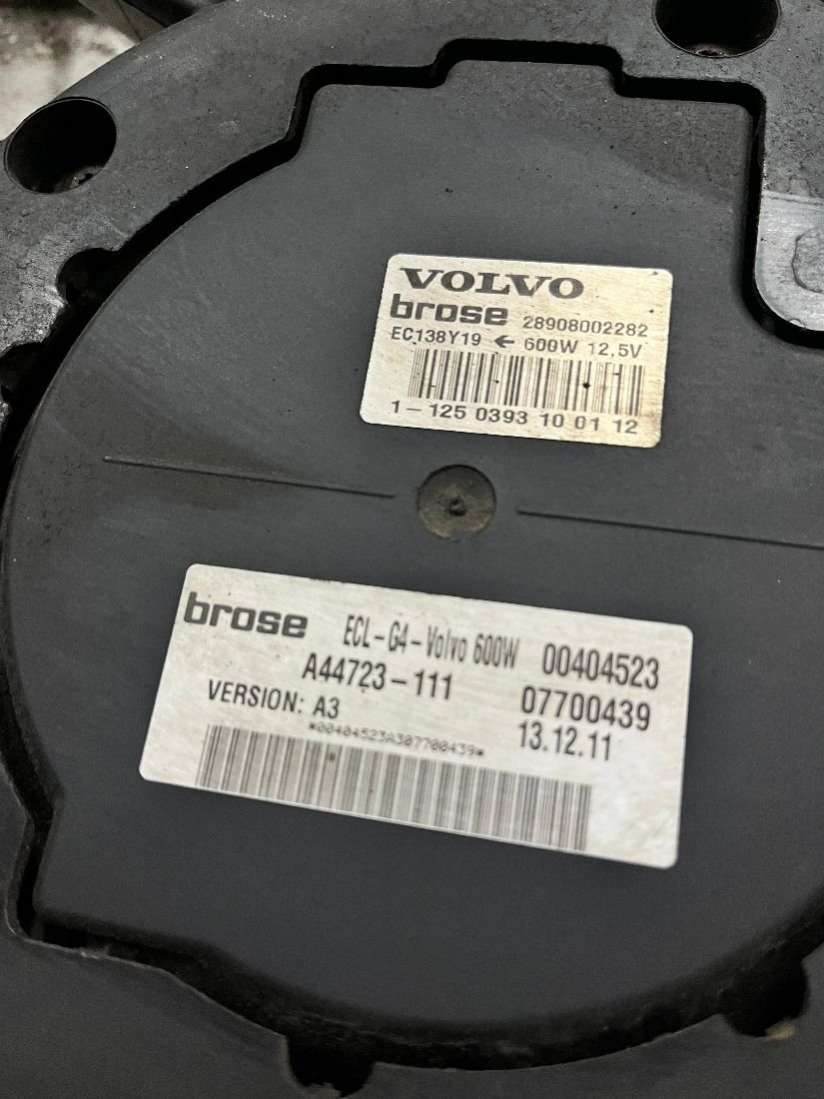 VOLVO
brose 28908002282
EC138Y19 ← 600W 12,5V
1-125 0393 10 01 12
brose ECL-G4-Volvo 600W 00404523
A44723-111 07700439
VERSION: A3 13.12.11
*00404523A307700439*